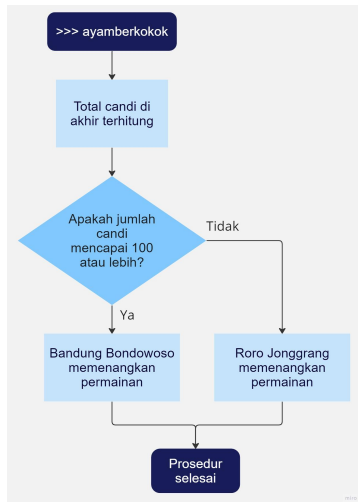 >>> ayamberkokok
Total candi di
akhir terhitung
Apakah jumlah
candi
mencapai 100
atau lebih?
Tidak
Ya
Bandung Bondowoso
memenangkan
permainan
Roro Jonggrang
memenangkan
permainan
Prosedur
selesai